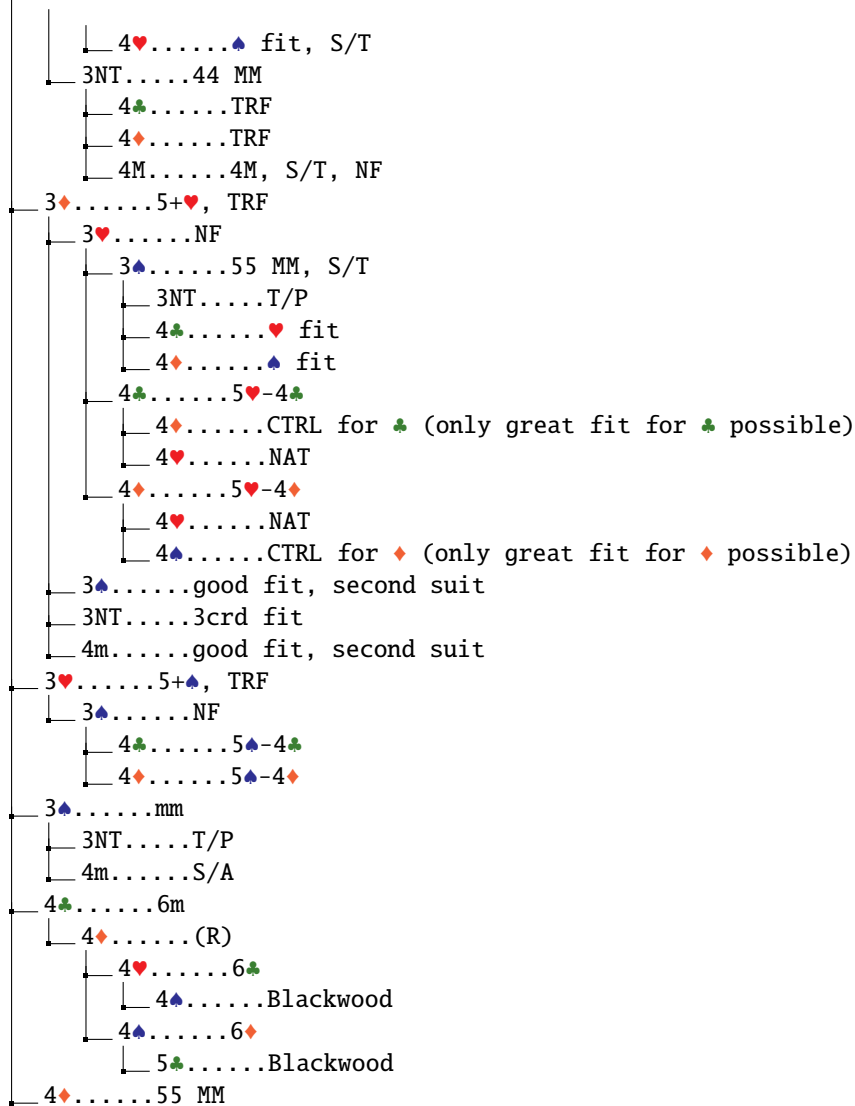 4♥......♠ fit, S/T
3NT.....44 MM
4♣......TRF
4♦......TRF
4M......4M, S/T, NF
3♦......5+♥, TRF
3♥......NF
3♠......55 MM, S/T
3NT.....T/P
4♣......♥ fit
4♦......♠ fit
4♣......5♥-4♣
4♦......CTRL for ♣ (only great fit for ♣ possible)
4♥......NAT
4♦......5♥-4♦
4♥......NAT
4♠......CTRL for ♦ (only great fit for ♦ possible)
3♠......good fit, second suit
3NT.....3crd fit
4m......good fit, second suit
3♥......5+♠, TRF
3♠......NF
4♣......5♠-4♣
4♦......5♠-4♦
3♠......mm
3NT.....T/P
4m......S/A
4♣......6m
4♦......(R)
4♥......6♣
4♠......Blackwood
4♠......6♦
5♣......Blackwood
4♦......55 MM